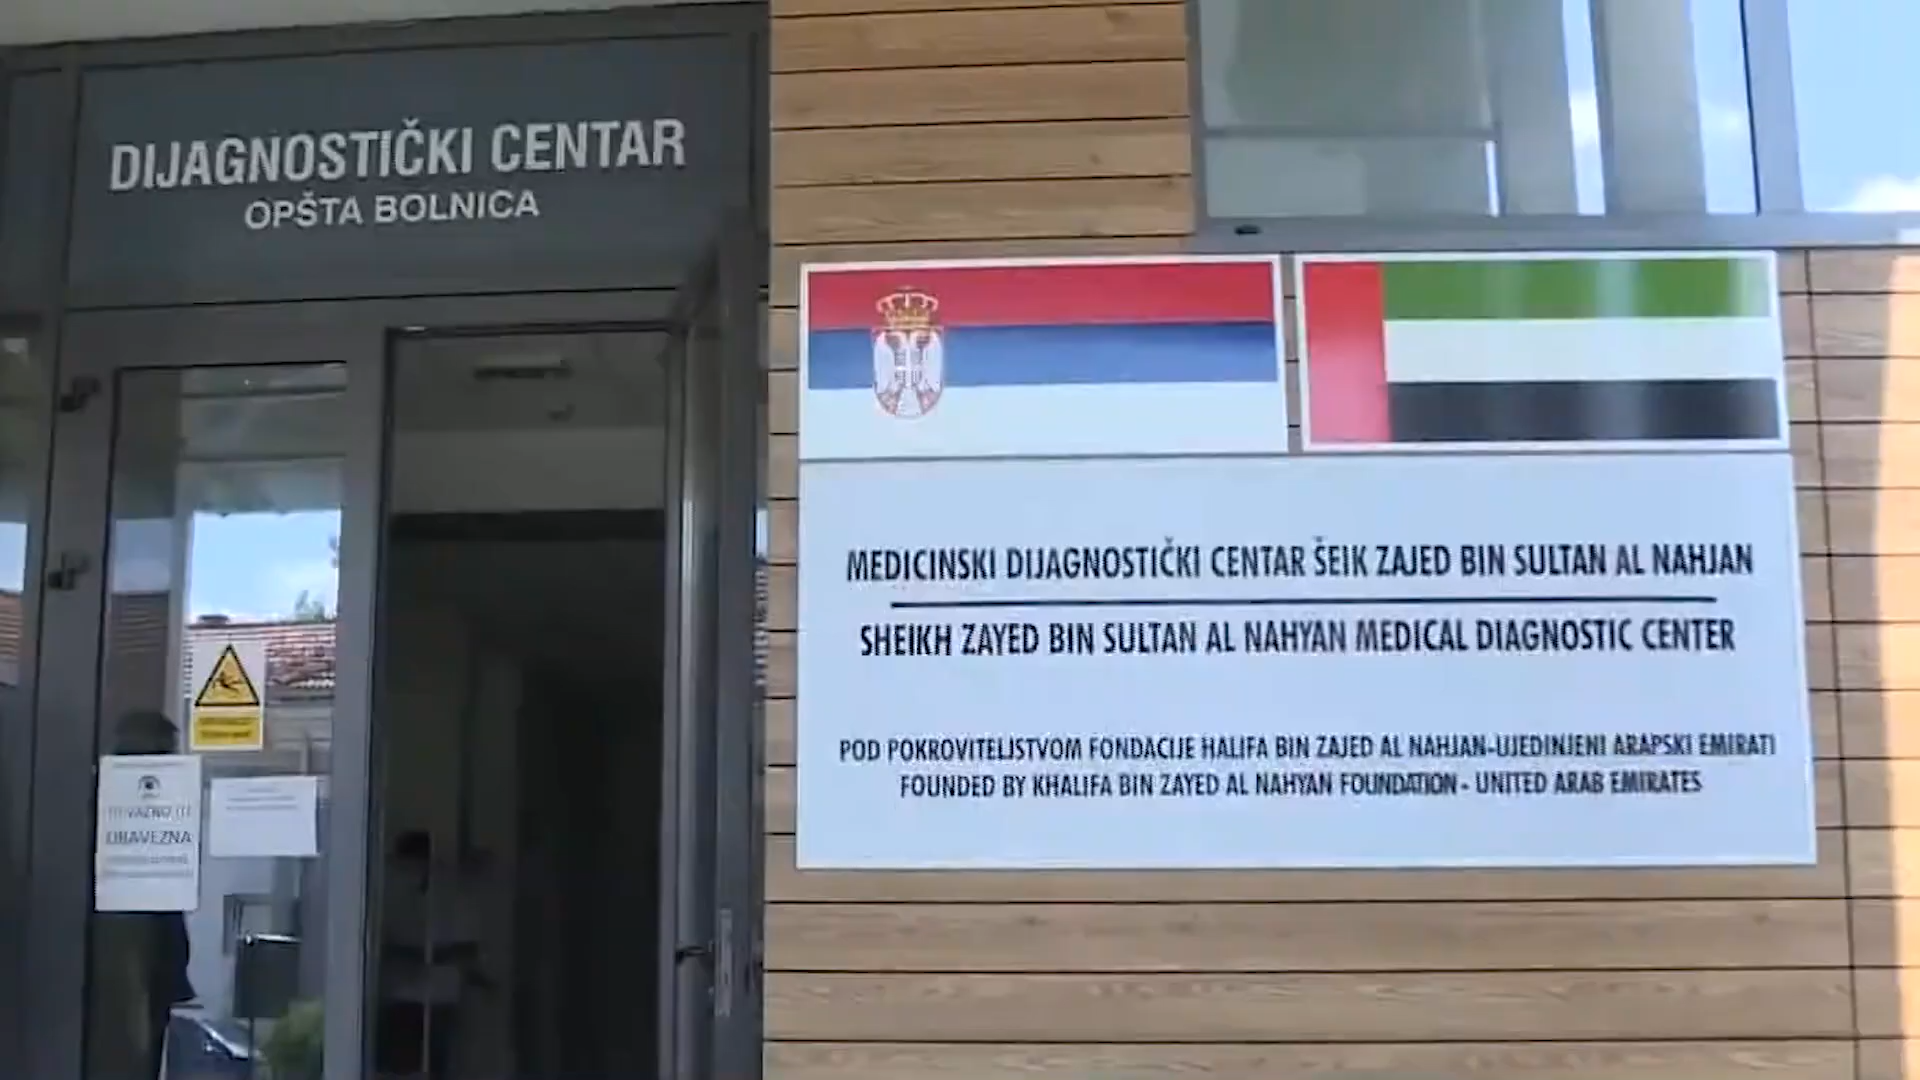 DIJAGNOSTIČKI CENTAR
OPŠTA BOLNICA
MEDICINSKI DIJAGNOSTIČKI CENTAR ŠEIK ZAJED BIN SULTAN AL NAHJAN
SHEIKH ZAYED BIN SULTAN AL NAHYAN MEDICAL DIAGNOSTIC CENTER
POD POKROVITELJSTVOM FONDACIJE HALIFA BIN ZAJED AL NAHJAN-UJEDINJENI ARAPSKI EMIRATI
FOUNDED BY KHALIFA BIN ZAYED AL NAHYAN FOUNDATION - UNITED ARAB EMIRATES
VAŽNO
OBAVEZNA